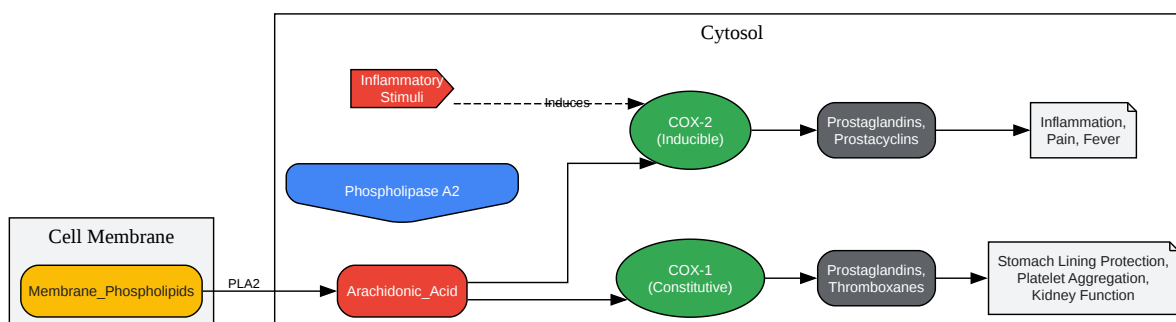 Cytosol
Inflammatory
Stimuli
Induces
COX-2
(Inducible)
Prostaglandins,
Prostacyclins
Inflammation,
Pain, Fever
Phospholipase A2
Cell Membrane
Membrane_Phospholipids
PLA2
Arachidonic_Acid
COX-1
(Constitutive)
Prostaglandins,
Thromboxanes
Stomach Lining Protection,
Platelet Aggregation,
Kidney Function